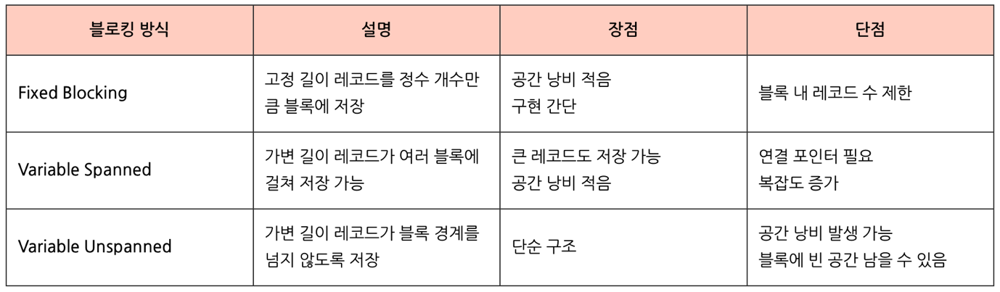 블로킹 방식
설명
장점
단점
Fixed Blocking
고정 길이 레코드를 정수 개수만
큼 블록에 저장
공간 낭비 적음
구현 간단
블록 내 레코드 수 제한
Variable Spanned
가변 길이 레코드가 여러 블록에
걸쳐 저장 가능
큰 레코드도 저장 가능
공간 낭비 적음
연결 포인터 필요
복잡도 증가
Variable Unspanned
가변 길이 레코드가 블록 경계를
넘지 않도록 저장
단순 구조
공간 낭비 발생 가능
블록에 빈 공간 남을 수 있음